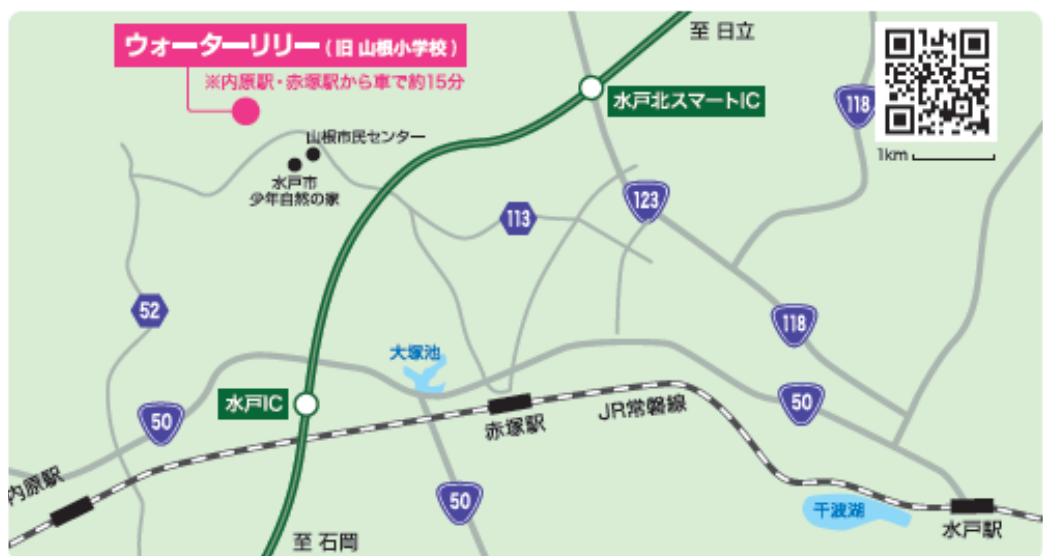 ウォーターリリー（旧 山根小学校）
※内原駅・赤塚駅から車で約15分
至 日立
水戸北スマートIC
118
1km
山根市民センター
水戸市
少年自然の家
123
113
52
118
大塚池
水戸IC
50
50
赤塚駅
JR常磐線
内原駅
50
千波湖
水戸駅
至 石岡